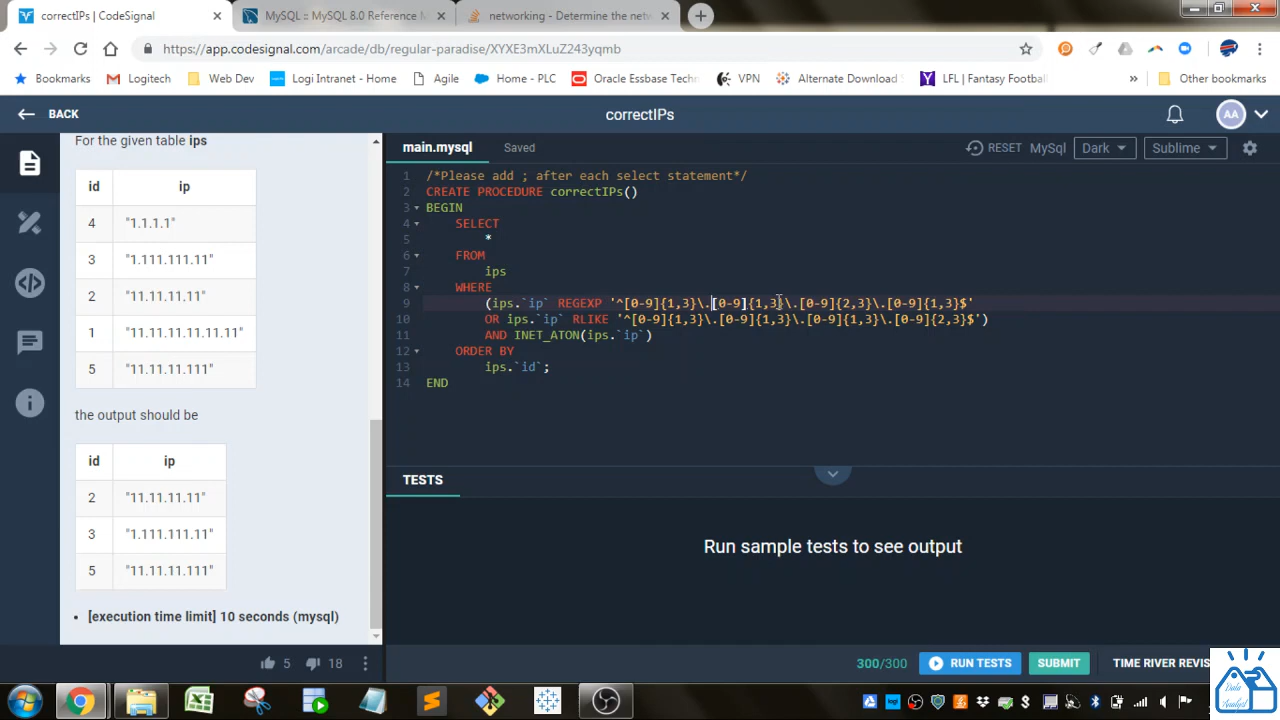 correctIPs | CodeSignal
MySQL :: MySQL 8.0 Reference M
networking - Determine the netw
https://app.codesignal.com/arcade/db/regular-paradise/XYXE3mXLuZ243yqmb
Bookmarks Logitech Web Dev Logi Intranet - Home Agile Home - PLC Oracle Essbase Techn VPN Alternate Download S LFL | Fantasy Football » Other bookmarks
BACK
correctIPs
AA
For the given table ips
id ip
4 "1.1.1.1"
3 "1.111.111.11"
2 "11.11.11.11"
1 "11.11.11.11.11.11"
5 "11.11.11.111"
the output should be
id ip
2 "11.11.11.11"
3 "1.111.111.11"
5 "11.11.11.111"
• [execution time limit] 10 seconds (mysql)
5 18
main.mysql Saved RESET MySql Dark Sublime
1 /*Please add ; after each select statement*/
2 CREATE PROCEDURE correctIPs()
3 BEGIN
4 SELECT
5 *
6 FROM
7 ips
8 WHERE
9 (ips.`ip` REGEXP '^[0-9]{1,3}\.[0-9]{1,3}\.[0-9]{2,3}\.[0-9]{1,3}$'
10 OR ips.`ip` RLIKE '^[0-9]{1,3}\.[0-9]{1,3}\.[0-9]{1,3}\.[0-9]{2,3}$')
11 AND INET_ATON(ips.`ip`)
12 ORDER BY
13 ips.`id`;
14 END
TESTS
Run sample tests to see output
300/300 RUN TESTS SUBMIT TIME RIVER REVIS
Data
Analyst